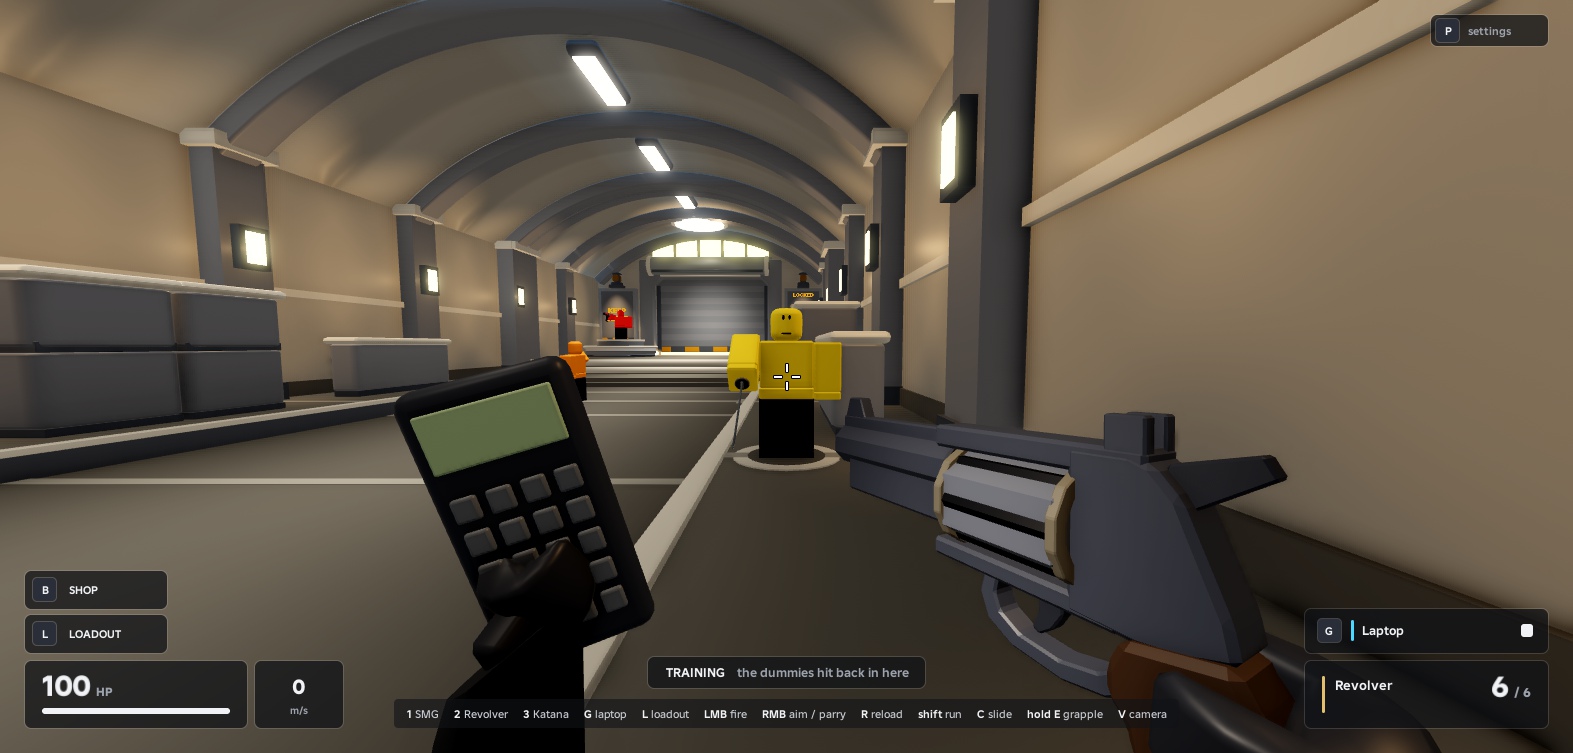 P settings
LOCKED
B SHOP
L LOADOUT
100 HP
0
m/s
TRAINING the dummies hit back in here
1 SMG 2 Revolver 3 Katana G laptop L loadout LMB fire RMB aim / parry R reload shift run C slide hold E grapple V camera
G Laptop
Revolver 6 / 6